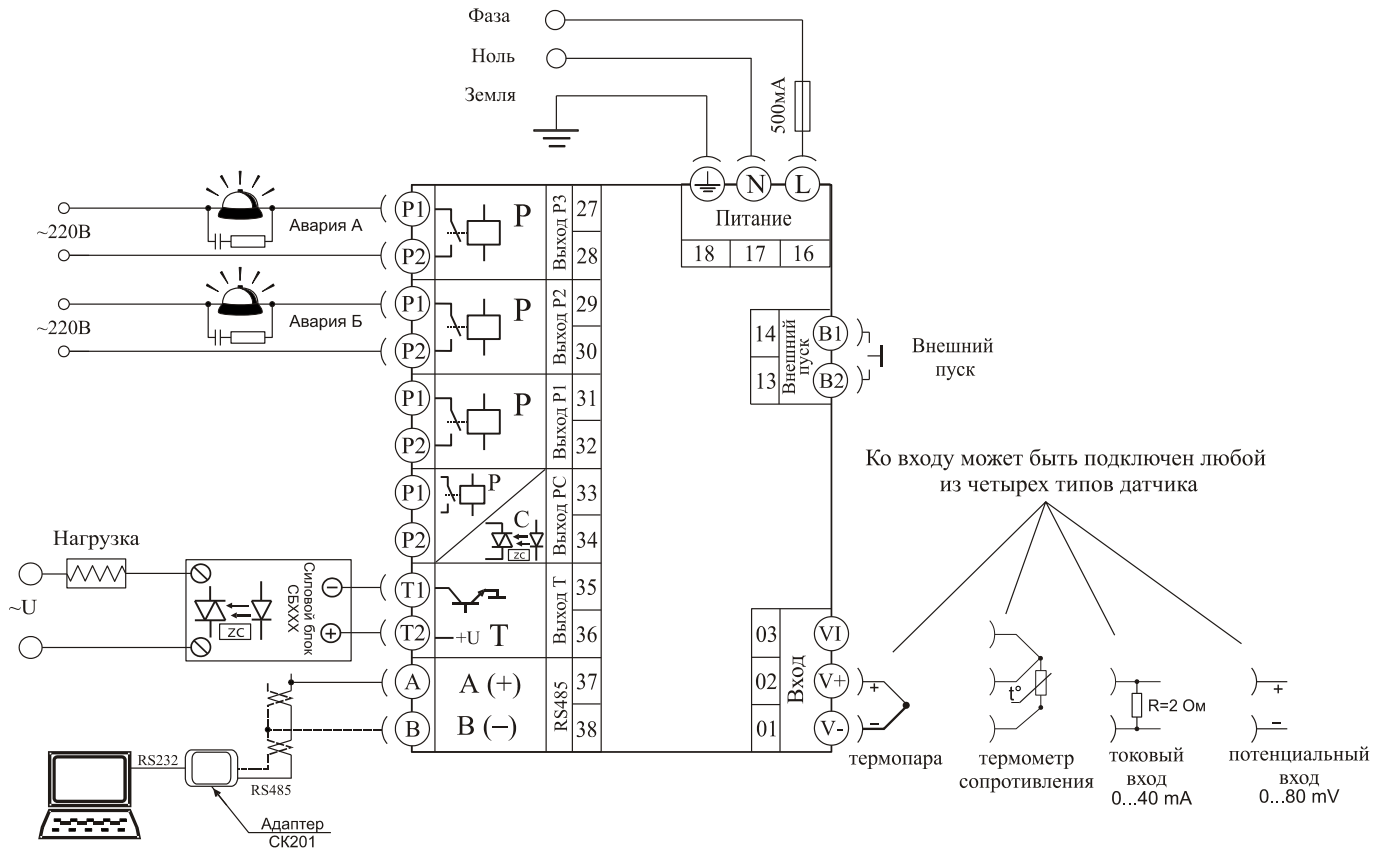 Фаза
Ноль
Земля
500мА
N
L
Питание
18
17
16
~220В
Авария А
P1
P2
P
Выход P3
27
28
~220В
Авария Б
P1
P2
P
Выход P2
29
30
P1
P2
P
Выход P1
31
32
P1
P2
P
C
ZC
Выход PC
33
34
Нагрузка
~U
ZC
Силовой блок
СБХХХ
T1
T2
+U T
Выход T
35
36
A
B
A (+)
B (–)
RS485
37
38
RS232
RS485
Адаптер
СК201
14
13
Внешний
пуск
B1
B2
Внешний
пуск
Ко входу может быть подключен любой
из четырех типов датчика
03
02
01
Вход
VI
V+
V-
+
–
термопара
t°
термометр
сопротивления
R=2 Ом
токовый
вход
0...40 mA
+
–
потенциальный
вход
0...80 mV